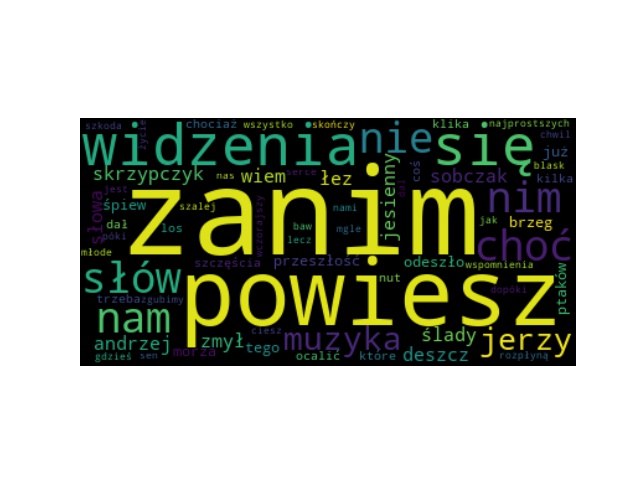 szkoda życie chociaż wszystko skończy klika najprostszych
chwil
widzenia nie się już
blask
skrzypczyk nas wiem serce łez jesienny coś sobczak kilka
jest zanim nim
słowa śpiew szalej wczorajszy nami jak brzeg
dał los baw mgle choć
póki lecz
młode szczęścia przeszłość odeszło wspomnienia
słów powiesz nut dopóki ptaków
trzeba zgubimy
nam ciesz muzyka ślady jerzy
andrzej zmył tego deszcz
gdzieś sen morza ocalić które rozpłyną